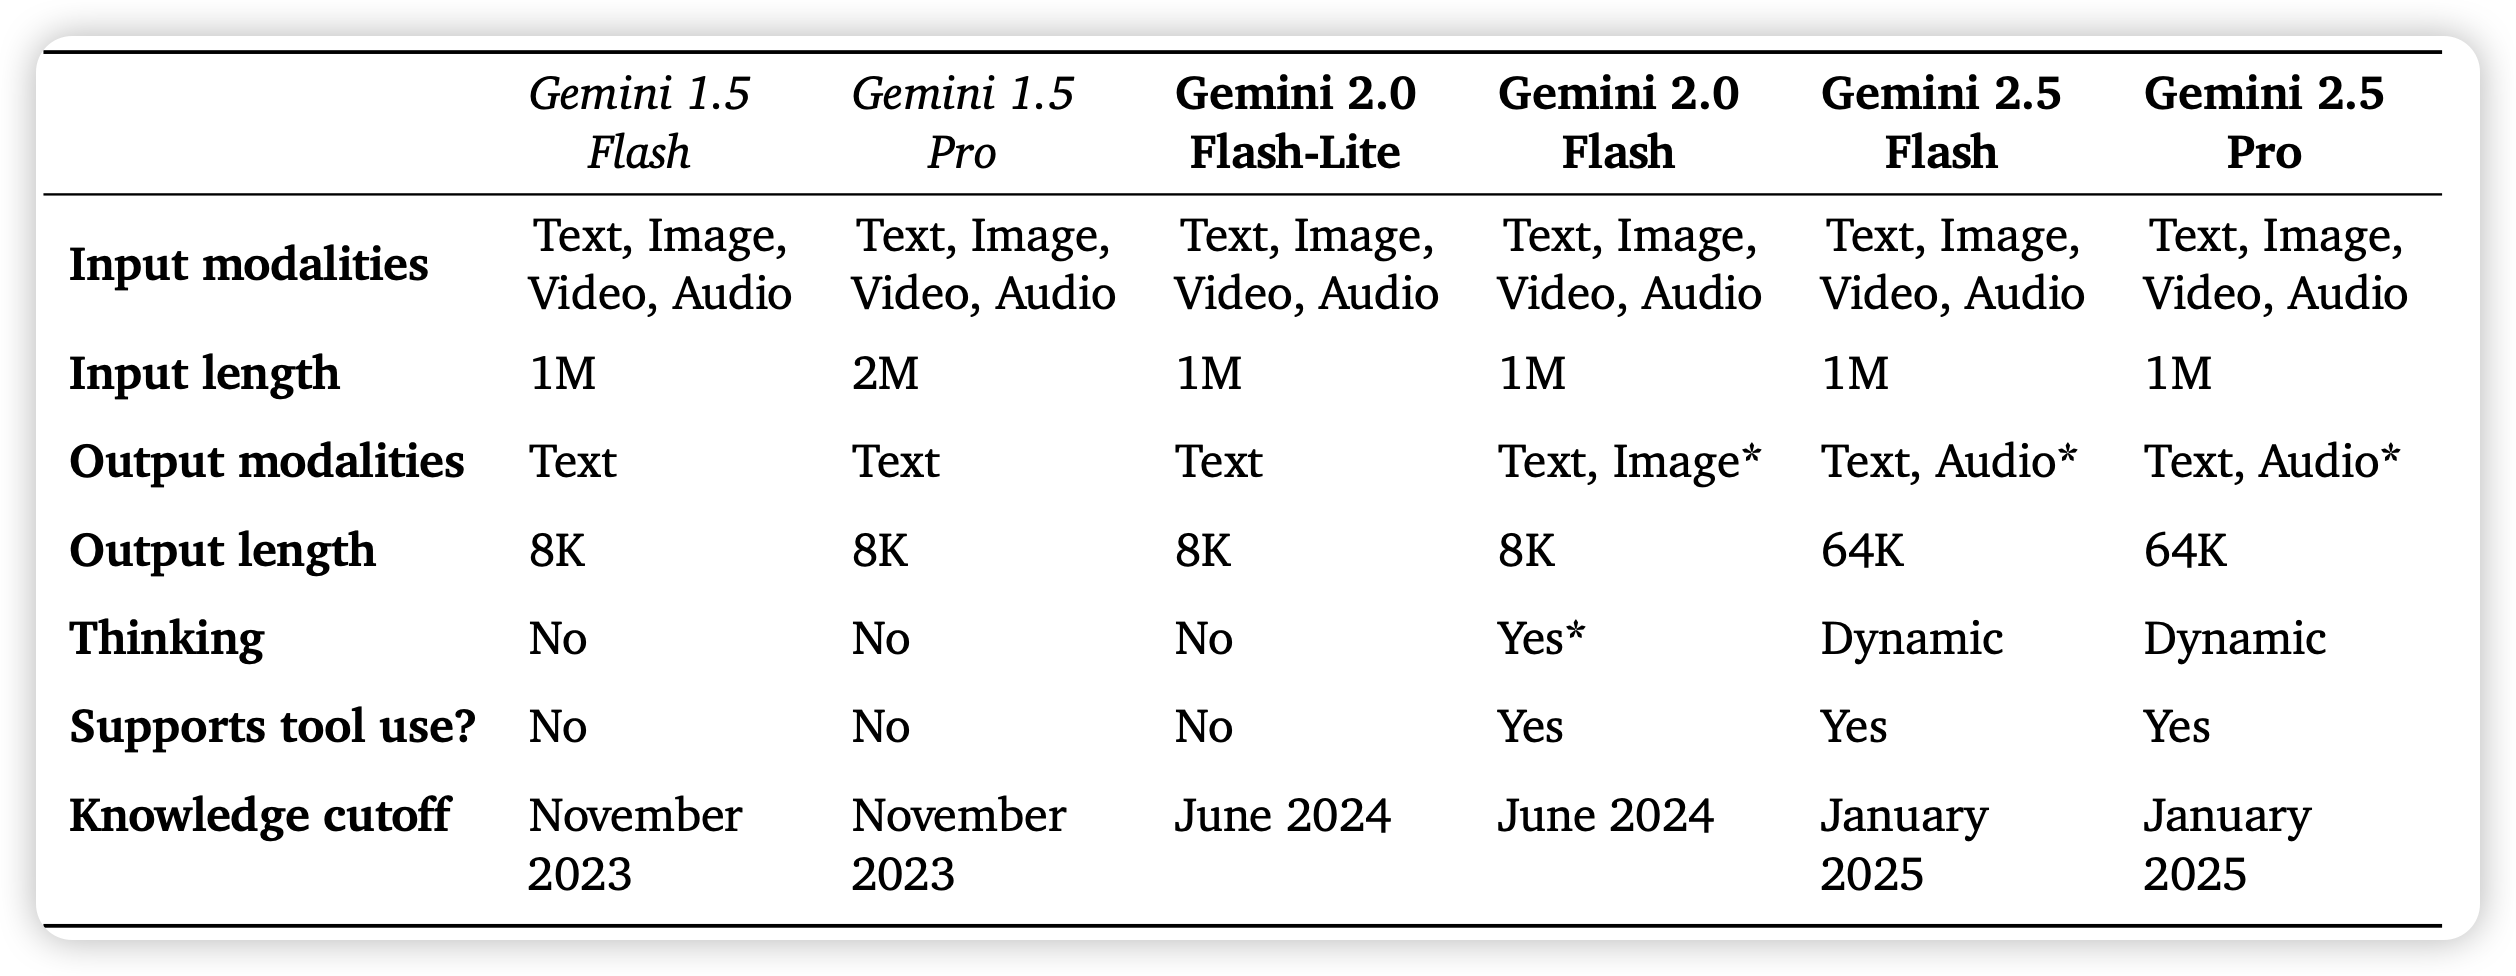 Gemini 1.5 Gemini 1.5 Gemini 2.0 Gemini 2.0 Gemini 2.5 Gemini 2.5
Flash Pro Flash-Lite Flash Flash Pro
Text, Image, Text, Image, Text, Image, Text, Image, Text, Image, Text, Image,
Input modalities
Video, Audio Video, Audio Video, Audio Video, Audio Video, Audio Video, Audio
Input length 1M 2M 1M 1M 1M 1M
Output modalities Text Text Text Text, Image* Text, Audio* Text, Audio*
Output length 8K 8K 8K 8K 64K 64K
Thinking No No No Yes* Dynamic Dynamic
Supports tool use? No No No Yes Yes Yes
Knowledge cutoff November November June 2024 June 2024 January January
2023 2023 2025 2025